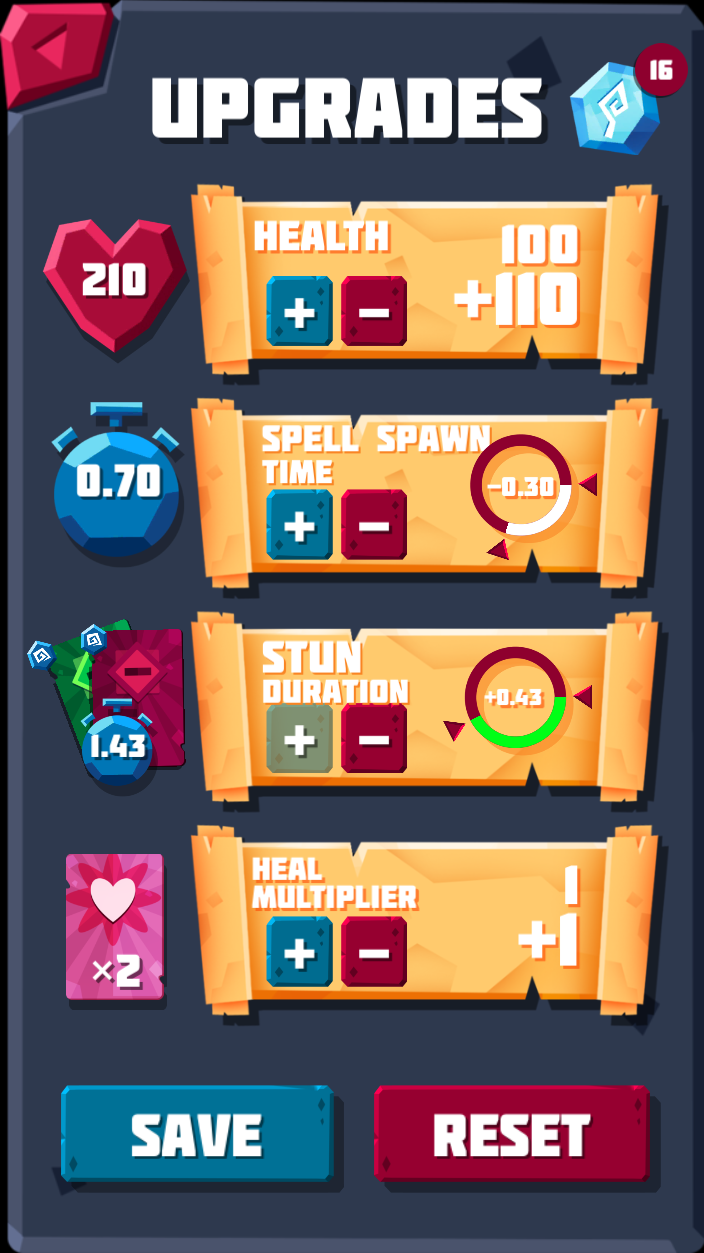 UPGRADES
16
210
HEALTH
100
+110
+ −
0.70
SPELL SPAWN
TIME
−0.30
+ −
1.43
STUN
DURATION
+0.43
+ −
×2
HEAL
MULTIPLIER
1
+1
+ −
SAVE
RESET